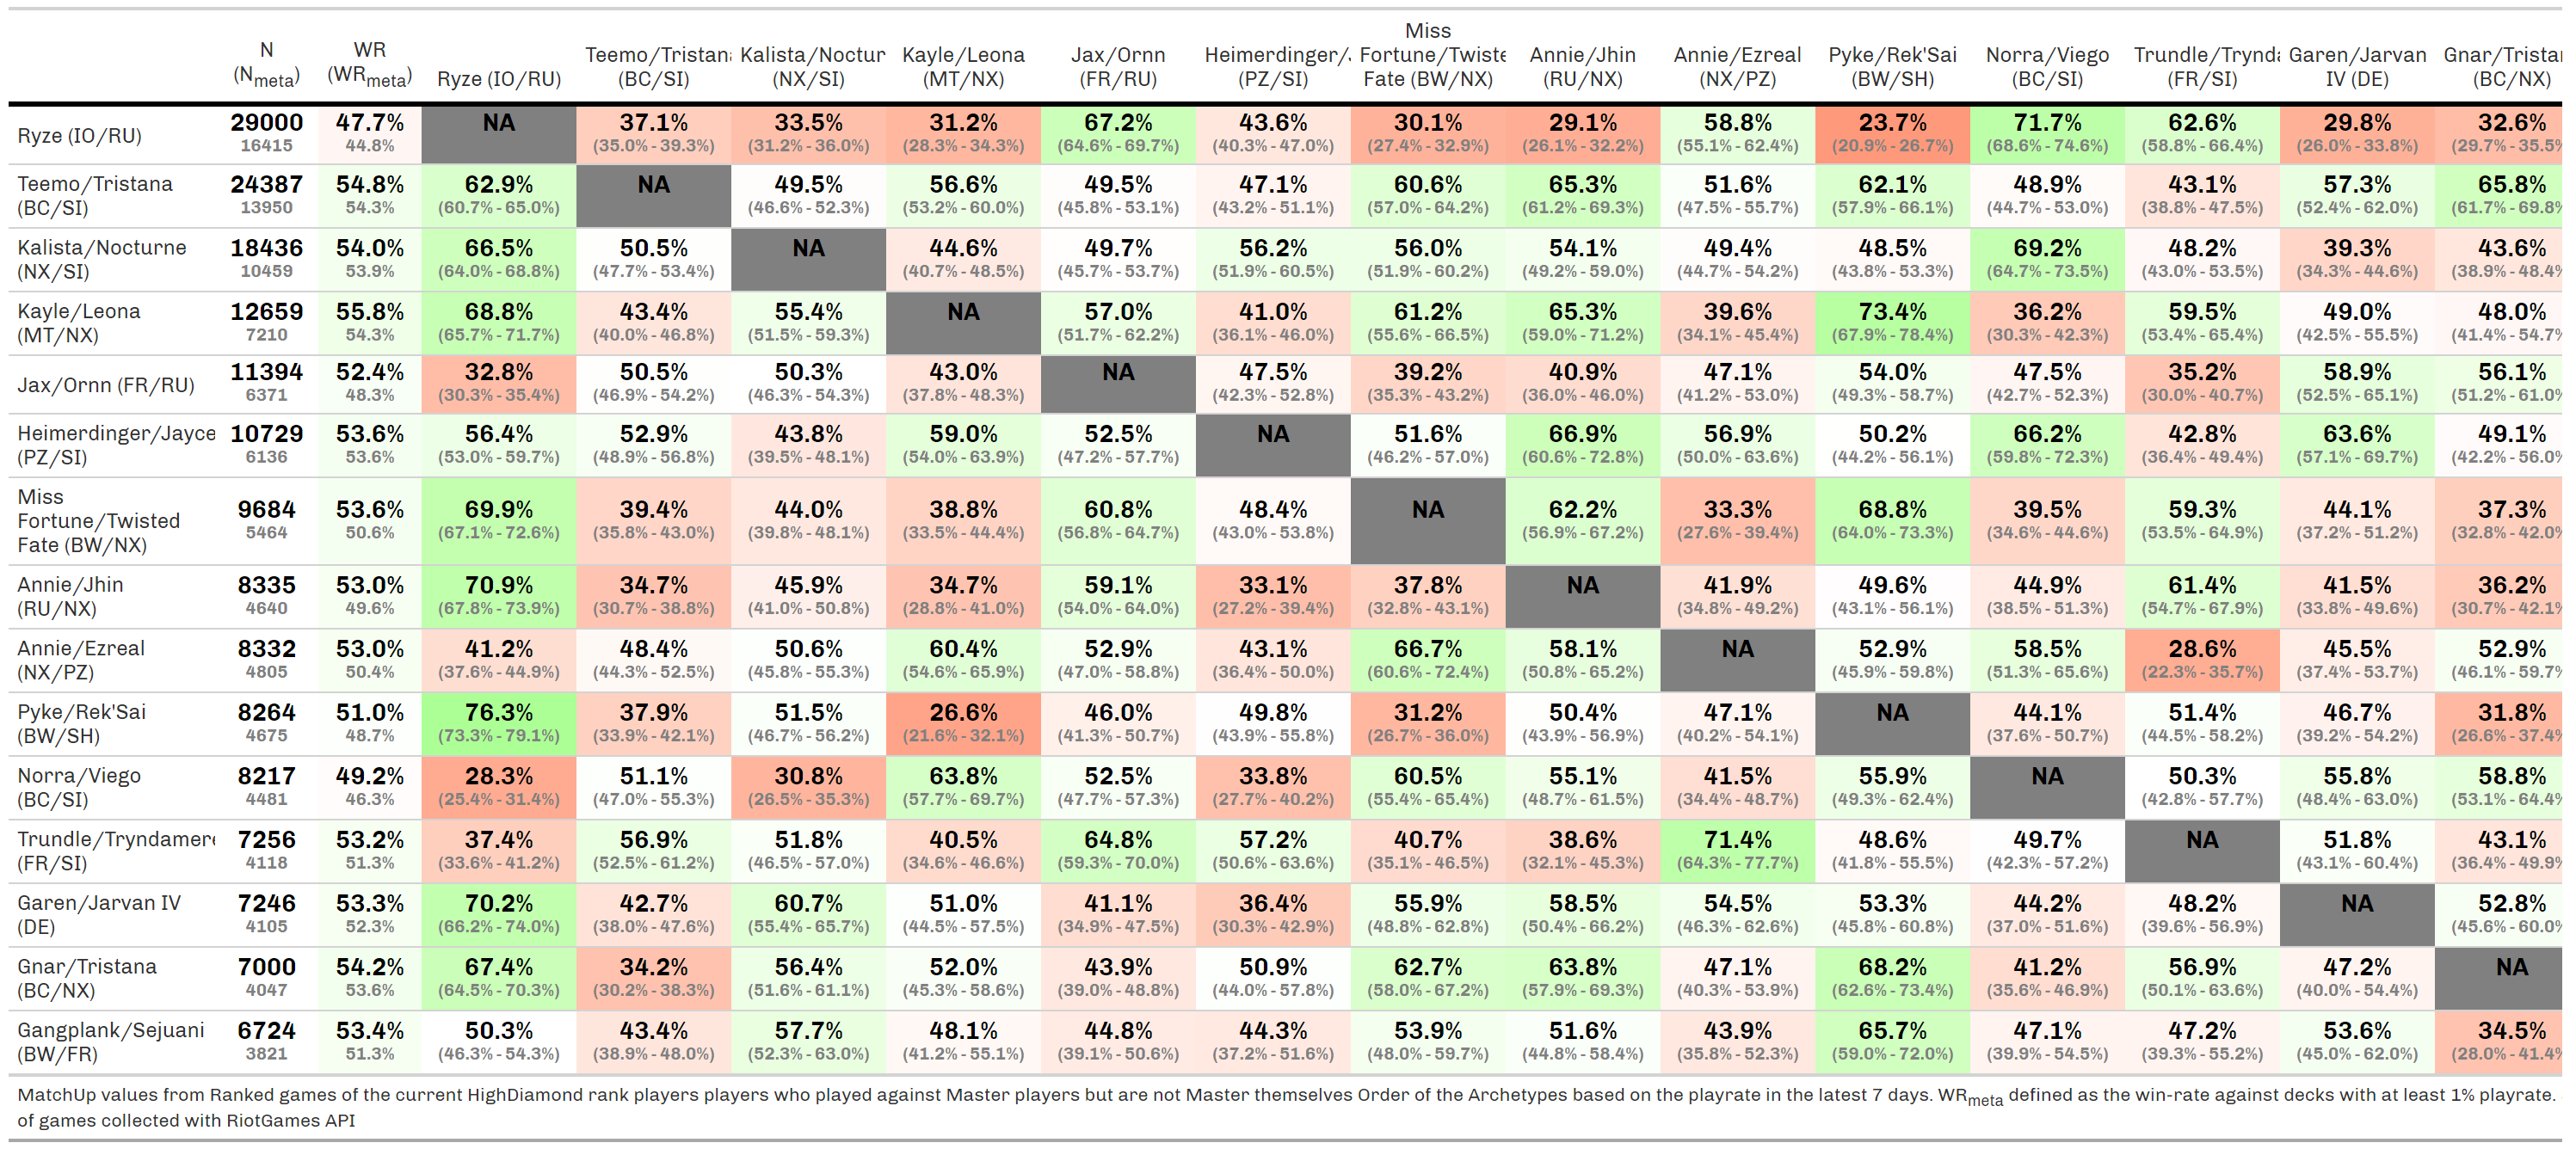 Miss
N WR Teemo/Tristana Kalista/Nocturn Kayle/Leona Jax/Ornn Heimerdinger/J Fortune/Twiste Annie/Jhin Annie/Ezreal Pyke/Rek'Sai Norra/Viego Trundle/Trynda Garen/Jarvan Gnar/Tristan
(Nmeta) (WRmeta) Ryze (IO/RU) (BC/SI) (NX/SI) (MT/NX) (FR/RU) (PZ/SI) Fate (BW/NX) (RU/NX) (NX/PZ) (BW/SH) (BC/SI) (FR/SI) IV (DE) (BC/NX)
Ryze (IO/RU) 29000 47.7% NA 37.1% 33.5% 31.2% 67.2% 43.6% 30.1% 29.1% 58.8% 23.7% 71.7% 62.6% 29.8% 32.6%
16415 44.8% (35.0% - 39.3%) (31.2% - 36.0%) (28.3% - 34.3%) (64.6% - 69.7%) (40.3% - 47.0%) (27.4% - 32.9%) (26.1% - 32.2%) (55.1% - 62.4%) (20.9% - 26.7%) (68.6% - 74.6%) (58.8% - 66.4%) (26.0% - 33.8%) (29.7% - 35.5%
Teemo/Tristana 24387 54.8% 62.9% NA 49.5% 56.6% 49.5% 47.1% 60.6% 65.3% 51.6% 62.1% 48.9% 43.1% 57.3% 65.8%
(BC/SI) 13950 54.3% (60.7% - 65.0%) (46.6% - 52.3%) (53.2% - 60.0%) (45.8% - 53.1%) (43.2% - 51.1%) (57.0% - 64.2%) (61.2% - 69.3%) (47.5% - 55.7%) (57.9% - 66.1%) (44.7% - 53.0%) (38.8% - 47.5%) (52.4% - 62.0%) (61.7% - 69.8%
Kalista/Nocturne 18436 54.0% 66.5% 50.5% NA 44.6% 49.7% 56.2% 56.0% 54.1% 49.4% 48.5% 69.2% 48.2% 39.3% 43.6%
(NX/SI) 10459 53.9% (64.0% - 68.8%) (47.7% - 53.4%) (40.7% - 48.5%) (45.7% - 53.7%) (51.9% - 60.5%) (51.9% - 60.2%) (49.2% - 59.0%) (44.7% - 54.2%) (43.8% - 53.3%) (64.7% - 73.5%) (43.0% - 53.5%) (34.3% - 44.6%) (38.9% - 48.4%
Kayle/Leona 12659 55.8% 68.8% 43.4% 55.4% NA 57.0% 41.0% 61.2% 65.3% 39.6% 73.4% 36.2% 59.5% 49.0% 48.0%
(MT/NX) 7210 54.3% (65.7% - 71.7%) (40.0% - 46.8%) (51.5% - 59.3%) (51.7% - 62.2%) (36.1% - 46.0%) (55.6% - 66.5%) (59.0% - 71.2%) (34.1% - 45.4%) (67.9% - 78.4%) (30.3% - 42.3%) (53.4% - 65.4%) (42.5% - 55.5%) (41.4% - 54.7%
Jax/Ornn (FR/RU) 11394 52.4% 32.8% 50.5% 50.3% 43.0% NA 47.5% 39.2% 40.9% 47.1% 54.0% 47.5% 35.2% 58.9% 56.1%
6371 48.3% (30.3% - 35.4%) (46.9% - 54.2%) (46.3% - 54.3%) (37.8% - 48.3%) (42.3% - 52.8%) (35.3% - 43.2%) (36.0% - 46.0%) (41.2% - 53.0%) (49.3% - 58.7%) (42.7% - 52.3%) (30.0% - 40.7%) (52.5% - 65.1%) (51.2% - 61.0%
Heimerdinger/Jayce 10729 53.6% 56.4% 52.9% 43.8% 59.0% 52.5% NA 51.6% 66.9% 56.9% 50.2% 66.2% 42.8% 63.6% 49.1%
(PZ/SI) 6136 53.6% (53.0% - 59.7%) (48.9% - 56.8%) (39.5% - 48.1%) (54.0% - 63.9%) (47.2% - 57.7%) (46.2% - 57.0%) (60.6% - 72.8%) (50.0% - 63.6%) (44.2% - 56.1%) (59.8% - 72.3%) (36.4% - 49.4%) (57.1% - 69.7%) (42.2% - 56.0%
Miss
Fortune/Twisted 9684 53.6% 69.9% 39.4% 44.0% 38.8% 60.8% 48.4% NA 62.2% 33.3% 68.8% 39.5% 59.3% 44.1% 37.3%
Fate (BW/NX) 5464 50.6% (67.1% - 72.6%) (35.8% - 43.0%) (39.8% - 48.1%) (33.5% - 44.4%) (56.8% - 64.7%) (43.0% - 53.8%) (56.9% - 67.2%) (27.6% - 39.4%) (64.0% - 73.3%) (34.6% - 44.6%) (53.5% - 64.9%) (37.2% - 51.2%) (32.8% - 42.0%
Annie/Jhin 8335 53.0% 70.9% 34.7% 45.9% 34.7% 59.1% 33.1% 37.8% NA 41.9% 49.6% 44.9% 61.4% 41.5% 36.2%
(RU/NX) 4640 49.6% (67.8% - 73.9%) (30.7% - 38.8%) (41.0% - 50.8%) (28.8% - 41.0%) (54.0% - 64.0%) (27.2% - 39.4%) (32.8% - 43.1%) (34.8% - 49.2%) (43.1% - 56.1%) (38.5% - 51.3%) (54.7% - 67.9%) (33.8% - 49.6%) (30.7% - 42.1%
Annie/Ezreal 8332 53.0% 41.2% 48.4% 50.6% 60.4% 52.9% 43.1% 66.7% 58.1% NA 52.9% 58.5% 28.6% 45.5% 52.9%
(NX/PZ) 4805 50.4% (37.6% - 44.9%) (44.3% - 52.5%) (45.8% - 55.3%) (54.6% - 65.9%) (47.0% - 58.8%) (36.4% - 50.0%) (60.6% - 72.4%) (50.8% - 65.2%) (45.9% - 59.8%) (51.3% - 65.6%) (22.3% - 35.7%) (37.4% - 53.7%) (46.1% - 59.7%
Pyke/Rek'Sai 8264 51.0% 76.3% 37.9% 51.5% 26.6% 46.0% 49.8% 31.2% 50.4% 47.1% NA 44.1% 51.4% 46.7% 31.8%
(BW/SH) 4675 48.7% (73.3% - 79.1%) (33.9% - 42.1%) (46.7% - 56.2%) (21.6% - 32.1%) (41.3% - 50.7%) (43.9% - 55.8%) (26.7% - 36.0%) (43.9% - 56.9%) (40.2% - 54.1%) (37.6% - 50.7%) (44.5% - 58.2%) (39.2% - 54.2%) (26.6% - 37.4%
Norra/Viego 8217 49.2% 28.3% 51.1% 30.8% 63.8% 52.5% 33.8% 60.5% 55.1% 41.5% 55.9% NA 50.3% 55.8% 58.8%
(BC/SI) 4481 46.3% (25.4% - 31.4%) (47.0% - 55.3%) (26.5% - 35.3%) (57.7% - 69.7%) (47.7% - 57.3%) (27.7% - 40.2%) (55.4% - 65.4%) (48.7% - 61.5%) (34.4% - 48.7%) (49.3% - 62.4%) (42.8% - 57.7%) (48.4% - 63.0%) (53.1% - 64.4%
Trundle/Tryndamere 7256 53.2% 37.4% 56.9% 51.8% 40.5% 64.8% 57.2% 40.7% 38.6% 71.4% 48.6% 49.7% NA 51.8% 43.1%
(FR/SI) 4118 51.3% (33.6% - 41.2%) (52.5% - 61.2%) (46.5% - 57.0%) (34.6% - 46.6%) (59.3% - 70.0%) (50.6% - 63.6%) (35.1% - 46.5%) (32.1% - 45.3%) (64.3% - 77.7%) (41.8% - 55.5%) (42.3% - 57.2%) (43.1% - 60.4%) (36.4% - 49.9%
Garen/Jarvan IV 7246 53.3% 70.2% 42.7% 60.7% 51.0% 41.1% 36.4% 55.9% 58.5% 54.5% 53.3% 44.2% 48.2% NA 52.8%
(DE) 4105 52.3% (66.2% - 74.0%) (38.0% - 47.6%) (55.4% - 65.7%) (44.5% - 57.5%) (34.9% - 47.5%) (30.3% - 42.9%) (48.8% - 62.8%) (50.4% - 66.2%) (46.3% - 62.6%) (45.8% - 60.8%) (37.0% - 51.6%) (39.6% - 56.9%) (45.6% - 60.0%
Gnar/Tristana 7000 54.2% 67.4% 34.2% 56.4% 52.0% 43.9% 50.9% 62.7% 63.8% 47.1% 68.2% 41.2% 56.9% 47.2% NA
(BC/NX) 4047 53.6% (64.5% - 70.3%) (30.2% - 38.3%) (51.6% - 61.1%) (45.3% - 58.6%) (39.0% - 48.8%) (44.0% - 57.8%) (58.0% - 67.2%) (57.9% - 69.3%) (40.3% - 53.9%) (62.6% - 73.4%) (35.6% - 46.9%) (50.1% - 63.6%) (40.0% - 54.4%)
Gangplank/Sejuani 6724 53.4% 50.3% 43.4% 57.7% 48.1% 44.8% 44.3% 53.9% 51.6% 43.9% 65.7% 47.1% 47.2% 53.6% 34.5%
(BW/FR) 3821 51.3% (46.3% - 54.3%) (38.9% - 48.0%) (52.3% - 63.0%) (41.2% - 55.1%) (39.1% - 50.6%) (37.2% - 51.6%) (48.0% - 59.7%) (44.8% - 58.4%) (35.8% - 52.3%) (59.0% - 72.0%) (39.9% - 54.5%) (39.3% - 55.2%) (45.0% - 62.0%) (28.0% - 41.4%
MatchUp values from Ranked games of the current HighDiamond rank players players who played against Master players but are not Master themselves Order of the Archetypes based on the playrate in the latest 7 days. WRmeta defined as the win-rate against decks with at least 1% playrate.
of games collected with RiotGames API